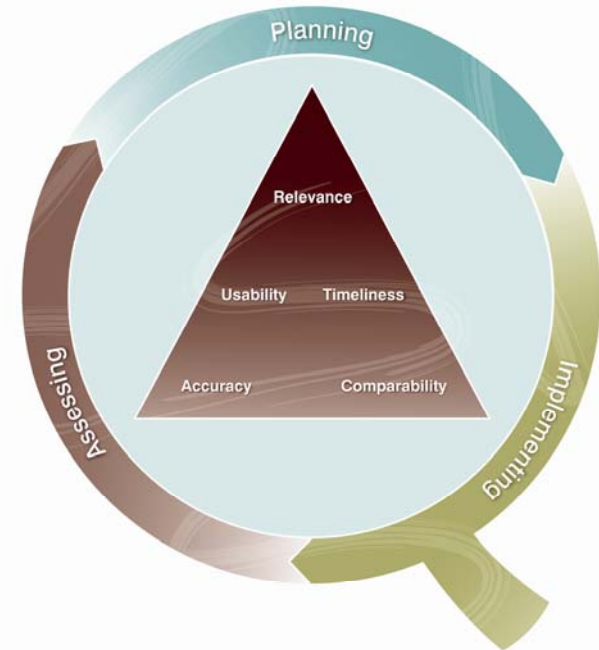 Planning
Relevance
Usability Timeliness
Accuracy Comparability
Assessing
Implementing